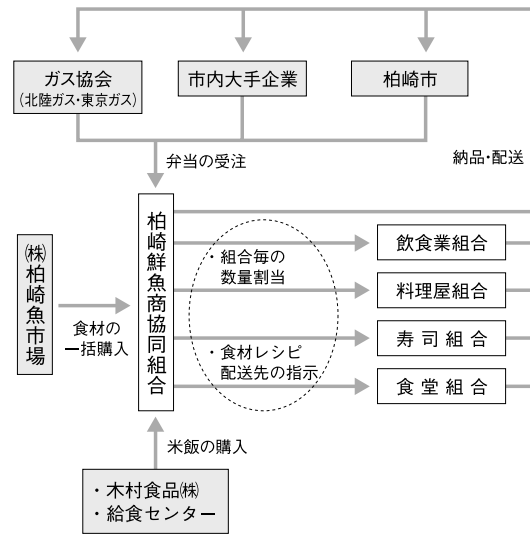 ガス協会
(北陸ガス・東京ガス)
市内大手企業
柏崎市
弁当の受注
納品・配送
柏崎鮮魚商協同組合
㈱柏崎魚市場
食材の
一括購入
・組合毎の
数量割当
・食材レシピ
配送先の指示
飲食業組合
料理屋組合
寿司組合
食堂組合
米飯の購入
・木村食品㈱
・給食センター